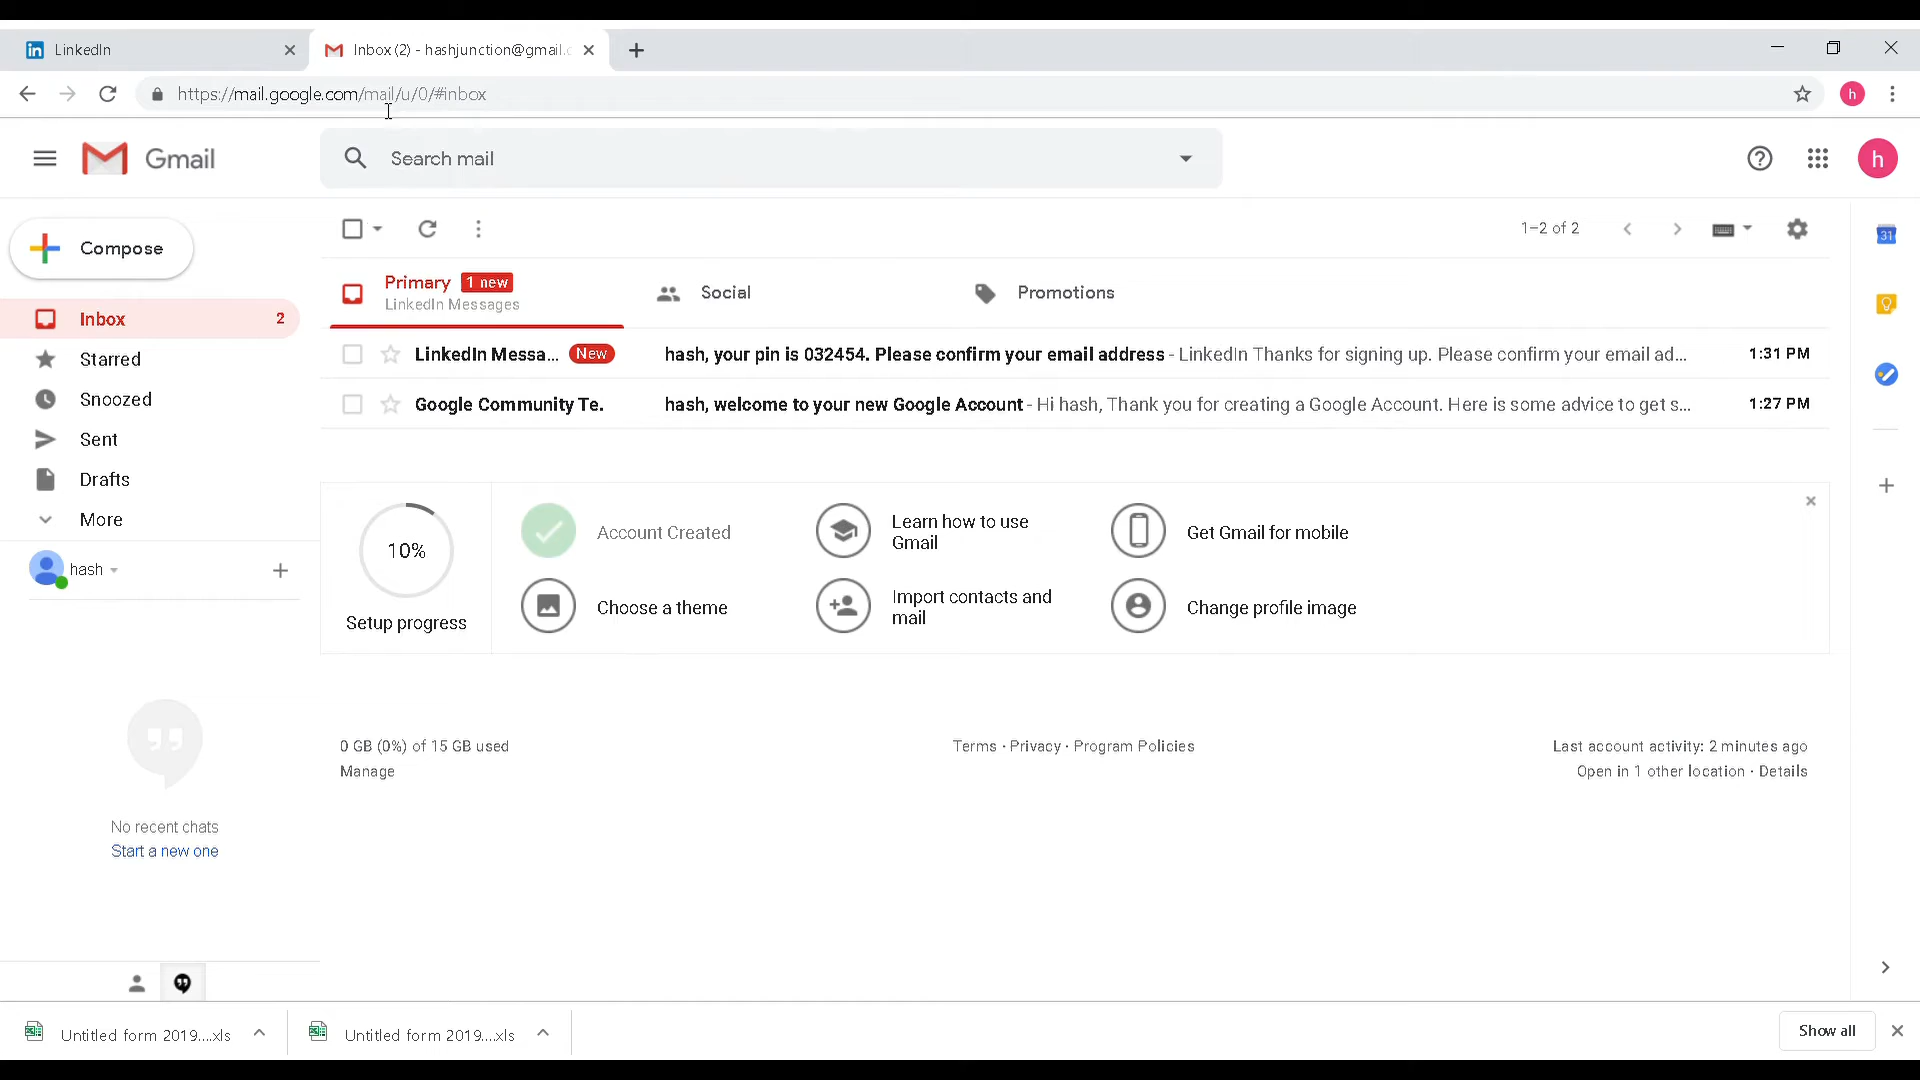 LinkedIn
Inbox (2) - hashjunction@gmail.c
https://mail.google.com/mail/u/0/#inbox
h
Gmail
Search mail
h
Compose
1–2 of 2
31
Primary 1 new
LinkedIn Messages
Social
Promotions
Inbox 2
Starred
Snoozed
Sent
Drafts
More
LinkedIn Messa... New hash, your pin is 032454. Please confirm your email address - LinkedIn Thanks for signing up. Please confirm your email ad... 1:31 PM
Google Community Te. hash, welcome to your new Google Account - Hi hash, Thank you for creating a Google Account. Here is some advice to get s... 1:27 PM
hash
10%
Setup progress
Account Created
Learn how to use
Gmail
Get Gmail for mobile
Choose a theme
Import contacts and
mail
Change profile image
0 GB (0%) of 15 GB used
Manage
Terms · Privacy · Program Policies
Last account activity: 2 minutes ago
Open in 1 other location · Details
No recent chats
Start a new one
Untitled form 2019....xls
Untitled form 2019....xls
Show all